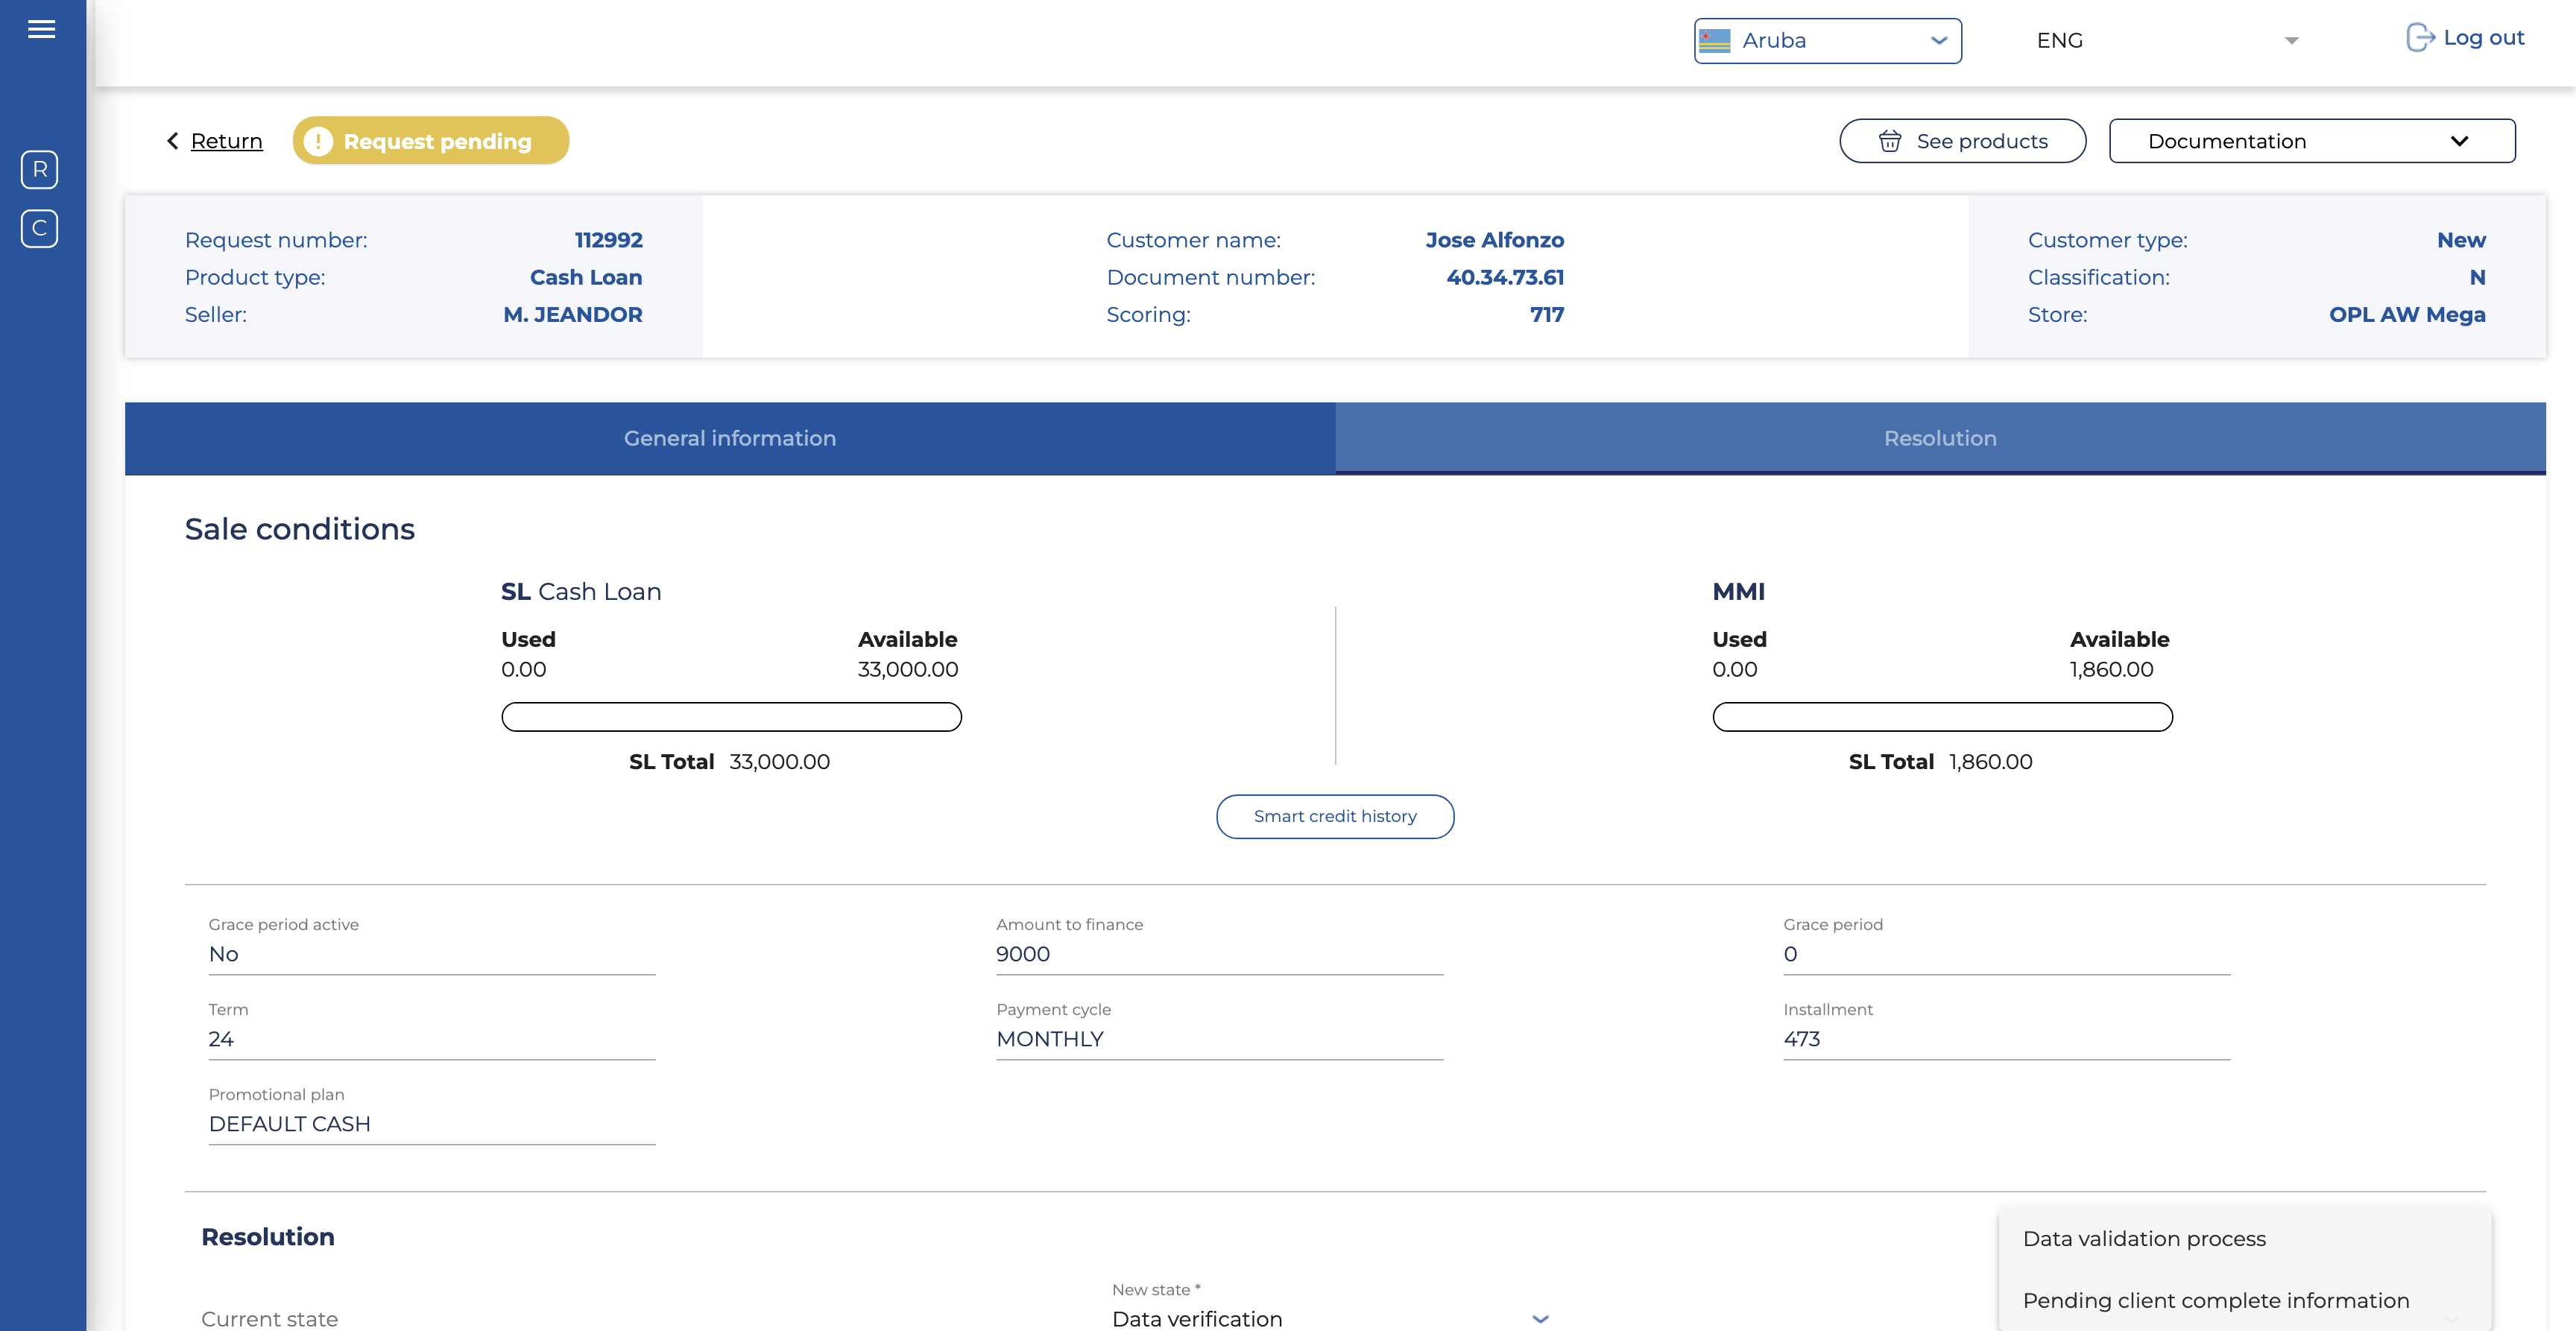 Aruba
ENG
Log out
R
C
Return
Request pending
See products
Documentation
Request number: 112992
Product type: Cash Loan
Seller: M. JEANDOR
Customer name: Jose Alfonzo
Document number: 40.34.73.61
Scoring: 717
Customer type: New
Classification: N
Store: OPL AW Mega
General information
Resolution
Sale conditions
SL Cash Loan
Used Available
0.00 33,000.00
SL Total 33,000.00
MMI
Used Available
0.00 1,860.00
SL Total 1,860.00
Smart credit history
Grace period active
No
Amount to finance
9000
Grace period
0
Term
24
Payment cycle
MONTHLY
Installment
473
Promotional plan
DEFAULT CASH
Resolution
Current state
New state *
Data verification
Data validation process
Pending client complete information